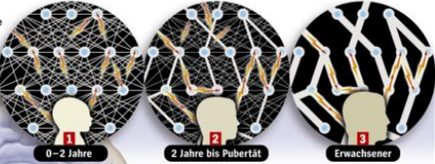 1
0–2 Jahre
2
2 Jahre bis Pubertät
3
Erwachsener